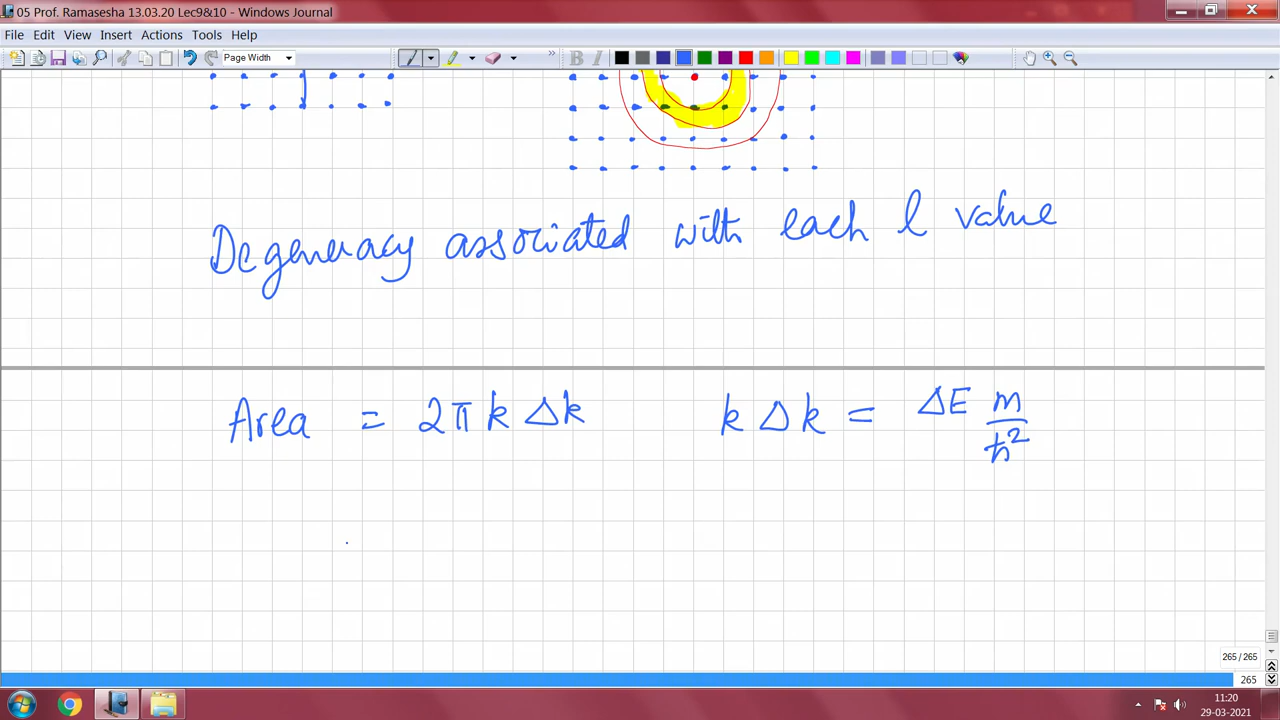 05 Prof. Ramasesha 13.03.20 Lec9&10 - Windows Journal
File Edit View Insert Actions Tools Help
Page Width
B I
Degeneracy associated with each l value
Area = 2π k Δk k Δk = ΔE m/ħ²
265 / 265
265
11:20
29-03-2021